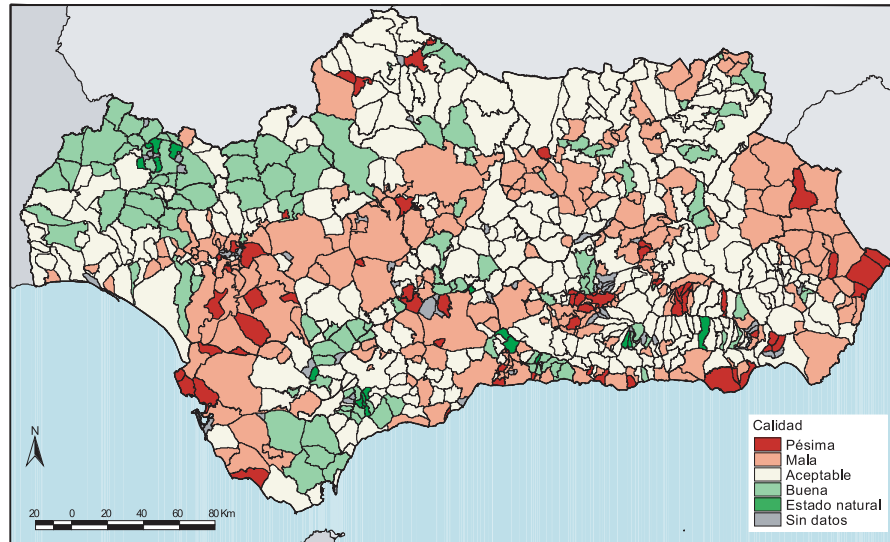 N
20 0 20 40 60 80 Km
Calidad
Pésima
Mala
Aceptable
Buena
Estado natural
Sin datos